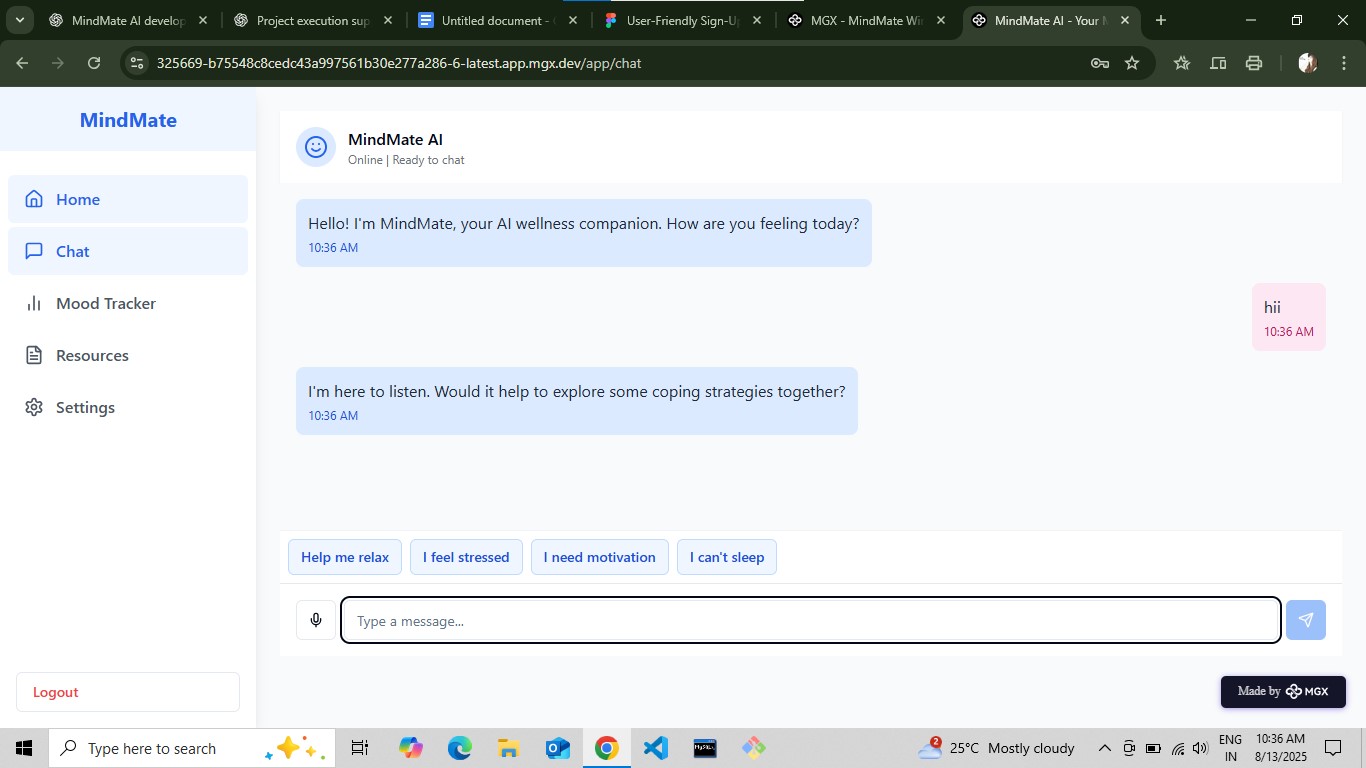 MindMate AI develop
Project execution sup
Untitled document -
User-Friendly Sign-U
MGX - MindMate Wi
MindMate AI - Your M
325669-b75548c8cedc43a997561b30e277a286-6-latest.app.mgx.dev/app/chat
MindMate
Home
Chat
Mood Tracker
Resources
Settings
Logout
MindMate AI
Online | Ready to chat
Hello! I'm MindMate, your AI wellness companion. How are you feeling today?
10:36 AM
hii
10:36 AM
I'm here to listen. Would it help to explore some coping strategies together?
10:36 AM
Help me relax
I feel stressed
I need motivation
I can't sleep
Type a message...
Made by MGX
Type here to search
MySQL
2
25°C Mostly cloudy
ENG
IN
10:36 AM
8/13/2025